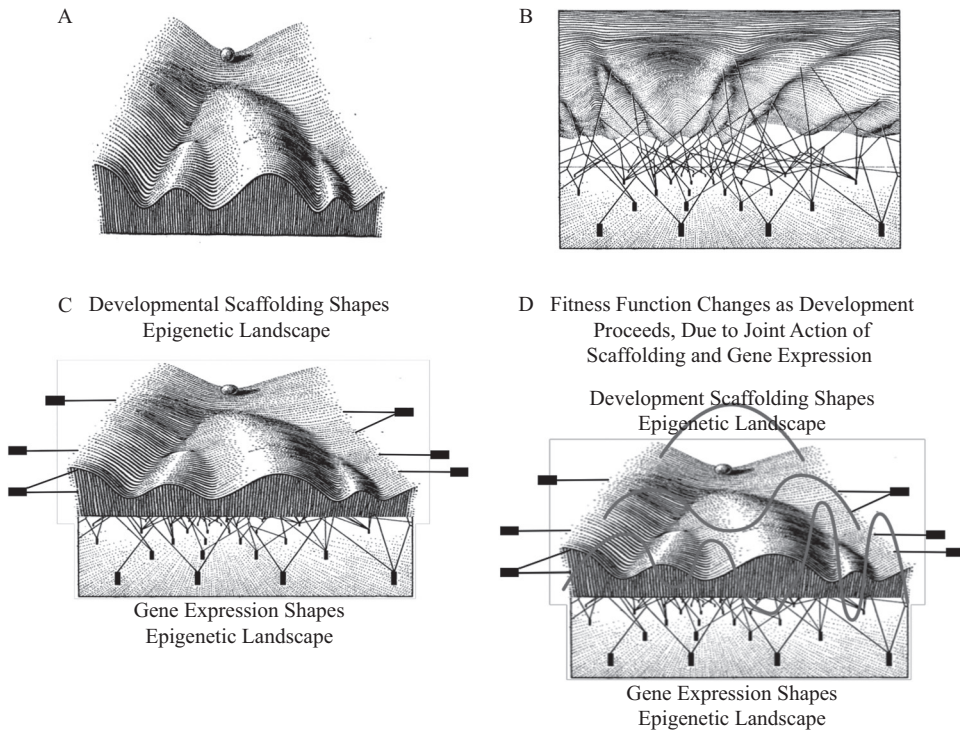 A
B
C Developmental Scaffolding Shapes
Epigenetic Landscape
Gene Expression Shapes
Epigenetic Landscape
D Fitness Function Changes as Development
Proceeds, Due to Joint Action of
Scaffolding and Gene Expression
Development Scaffolding Shapes
Epigenetic Landscape
Gene Expression Shapes
Epigenetic Landscape